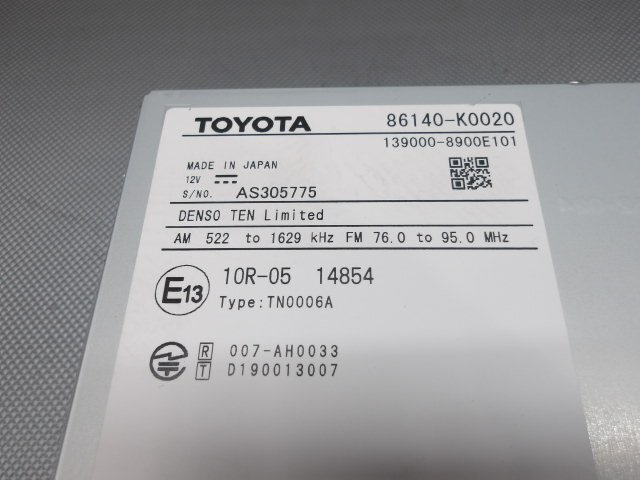 TOYOTA 86140-K0020
139000-8900E101
MADE IN JAPAN
12V
S/NO. AS305775
DENSO TEN Limited
AM 522 to 1629 kHz FM 76.0 to 95.0 MHz
E13 10R-05 14854
Type:TN0006A
R 007-AH0033
T D190013007